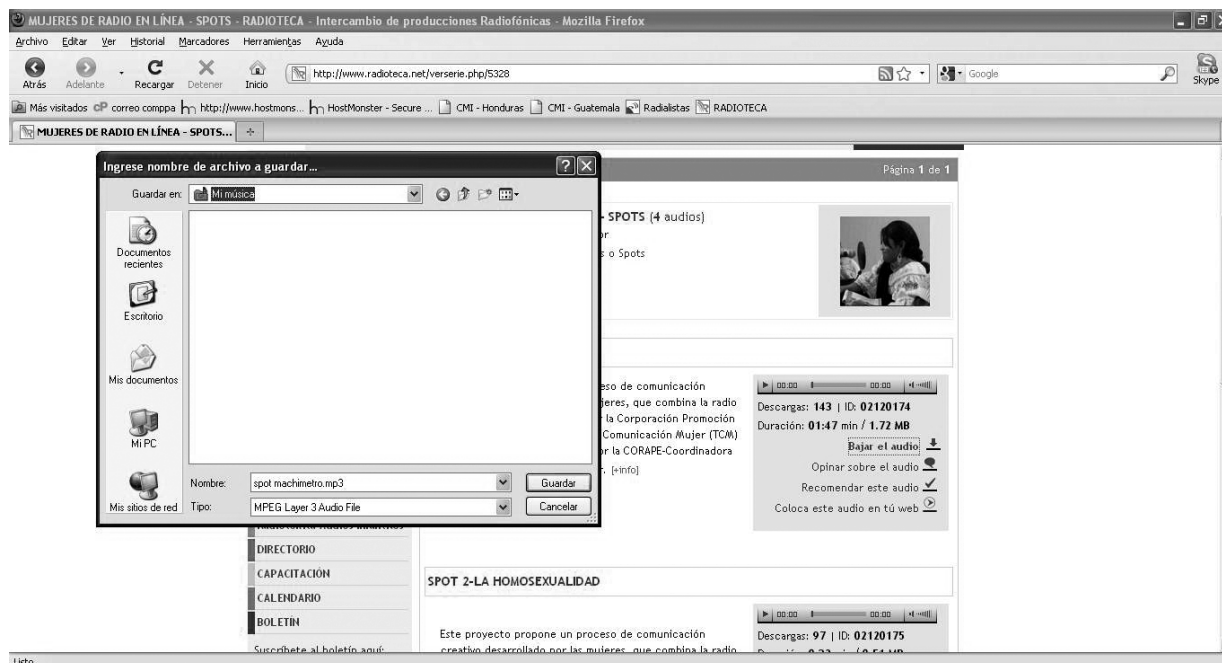 MUJERES DE RADIO EN LÍNEA - SPOTS - RADIOTECA - Intercambio de producciones Radiofónicas - Mozilla Firefox
Archivo Editar Ver Historial Marcadores Herramientas Ayuda
Atrás Adelante Recargar Detener Inicio http://www.radioteca.net/verserie.php/5328 Google Skype
Más visitados correo comppa http://www.hostmons... HostMonster - Secure ... CMI - Honduras CMI - Guatemala Radialistas RADIOTECA
MUJERES DE RADIO EN LÍNEA - SPOTS...
Ingrese nombre de archivo a guardar...
Guardar en: Mi música
Documentos recientes
Escritorio
Mis documentos
Mi PC
Mis sitios de red
Nombre: spot machimetro.mp3 Guardar
Tipo: MPEG Layer 3 Audio File Cancelar
Página 1 de 1
- SPOTS (4 audios)
or
s o Spots
eso de comunicación
ujeres, que combina la radio
r la Corporación Promoción
Comunicación Mujer (TCM)
or la CORAPE-Coordinadora
. [+info]
00:00 00:00
Descargas: 143 | ID: 02120174
Duración: 01:47 min / 1.72 MB
Bajar el audio
Opinar sobre el audio
Recomendar este audio
Coloca este audio en tú web
DIRECTORIO
CAPACITACIÓN
CALENDARIO
BOLETÍN
Suscríbete al boletín aquí:
SPOT 2-LA HOMOSEXUALIDAD
Este proyecto propone un proceso de comunicación
creativo desarrollado por las mujeres, que combina la radio
00:00 00:00
Descargas: 97 | ID: 02120175
Listo